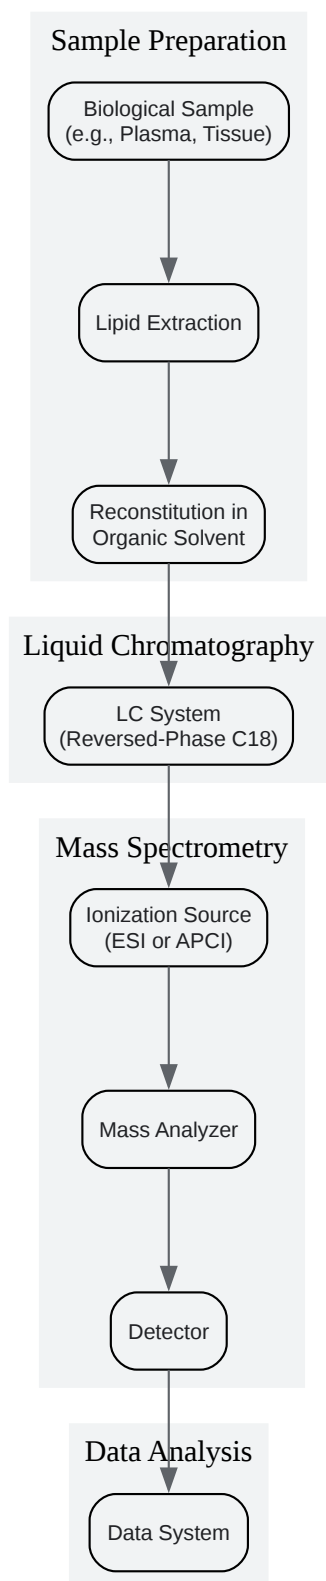 Sample Preparation
Biological Sample
(e.g., Plasma, Tissue)
Lipid Extraction
Reconstitution in
Organic Solvent
Liquid Chromatography
LC System
(Reversed-Phase C18)
Mass Spectrometry
Ionization Source
(ESI or APCI)
Mass Analyzer
Detector
Data Analysis
Data System